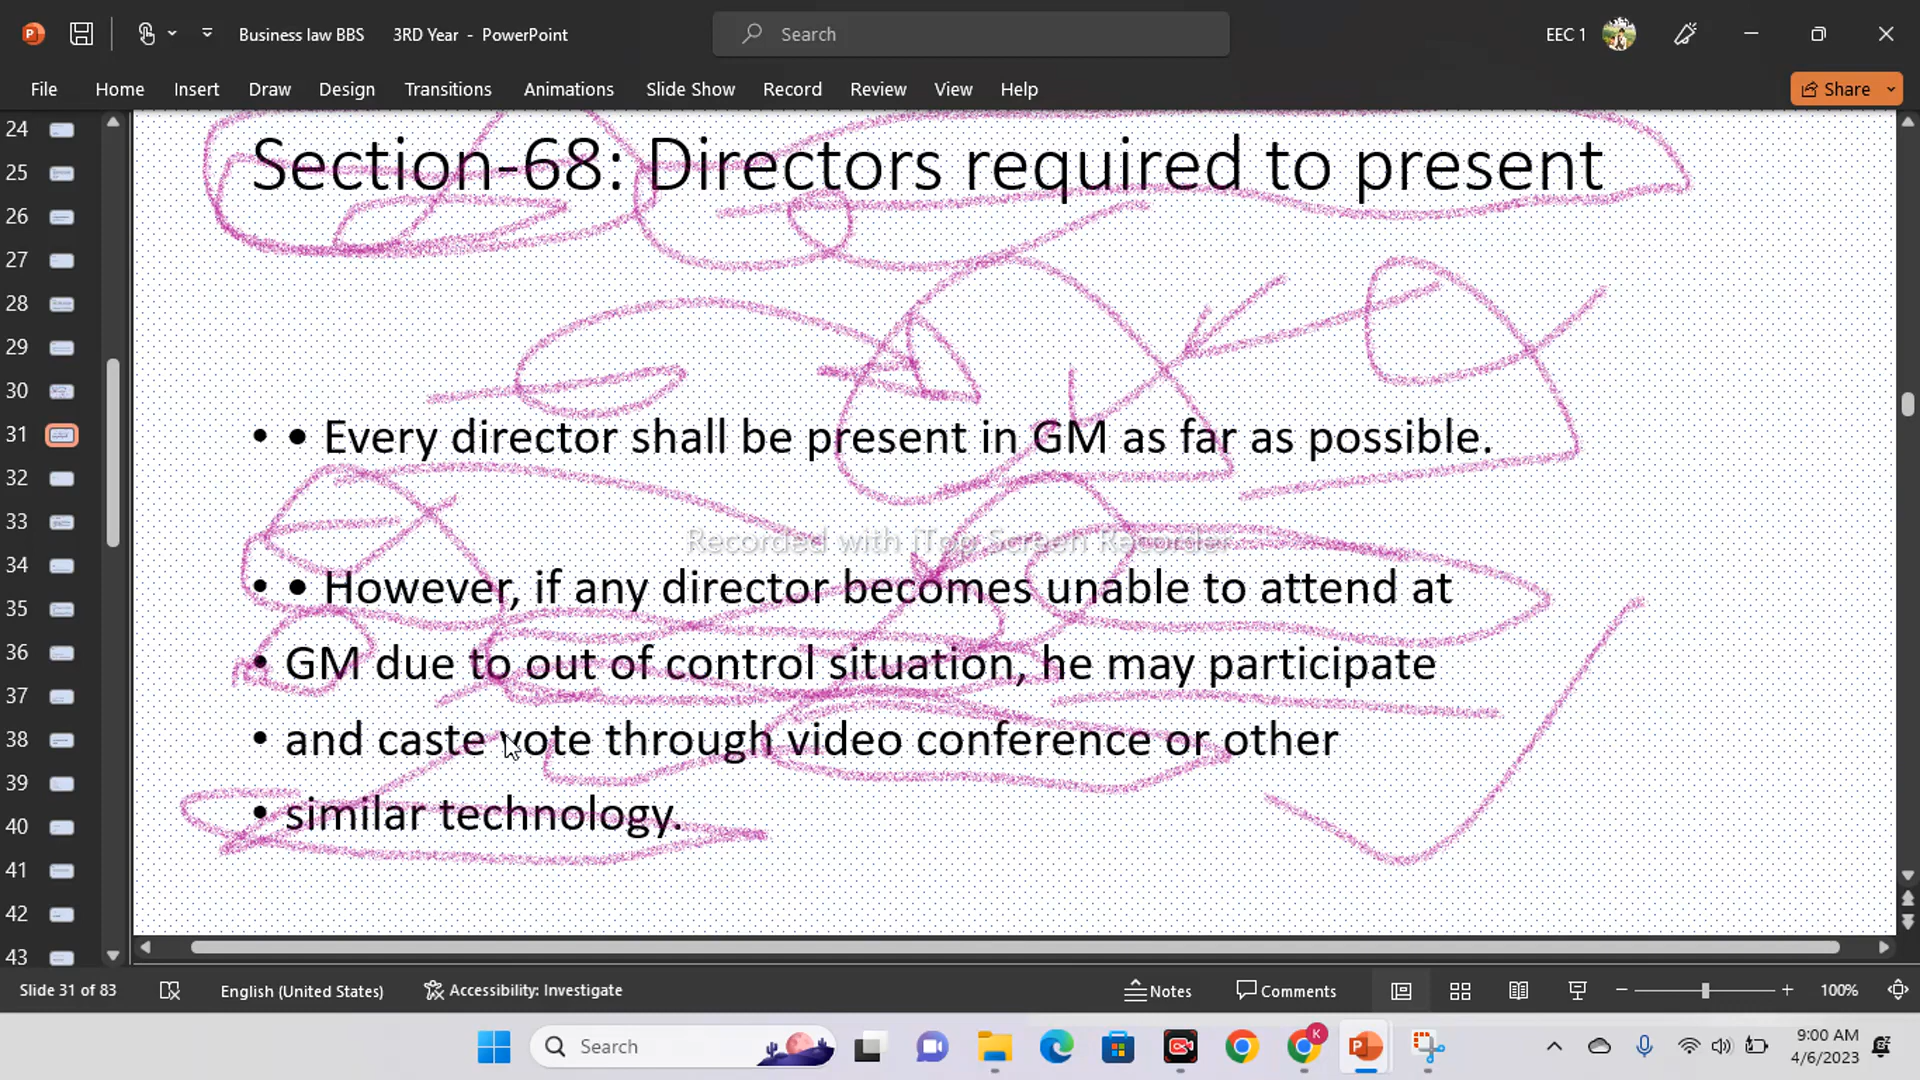 Business law BBS 3RD Year - PowerPoint
Search
EEC 1
File Home Insert Draw Design Transitions Animations Slide Show Record Review View Help
Share
24
25
26
27
28
29
30
31
32
33
34
35
36
37
38
39
40
41
42
43
Section-68: Directors required to present
• • Every director shall be present in GM as far as possible.
Recorded with iTop Screen Recorder
• • However, if any director becomes unable to attend at
• GM due to out of control situation, he may participate
• and caste vote through video conference or other
• similar technology.
Slide 31 of 83
English (United States)
Accessibility: Investigate
Notes
Comments
100%
Search
K
9:00 AM
4/6/2023